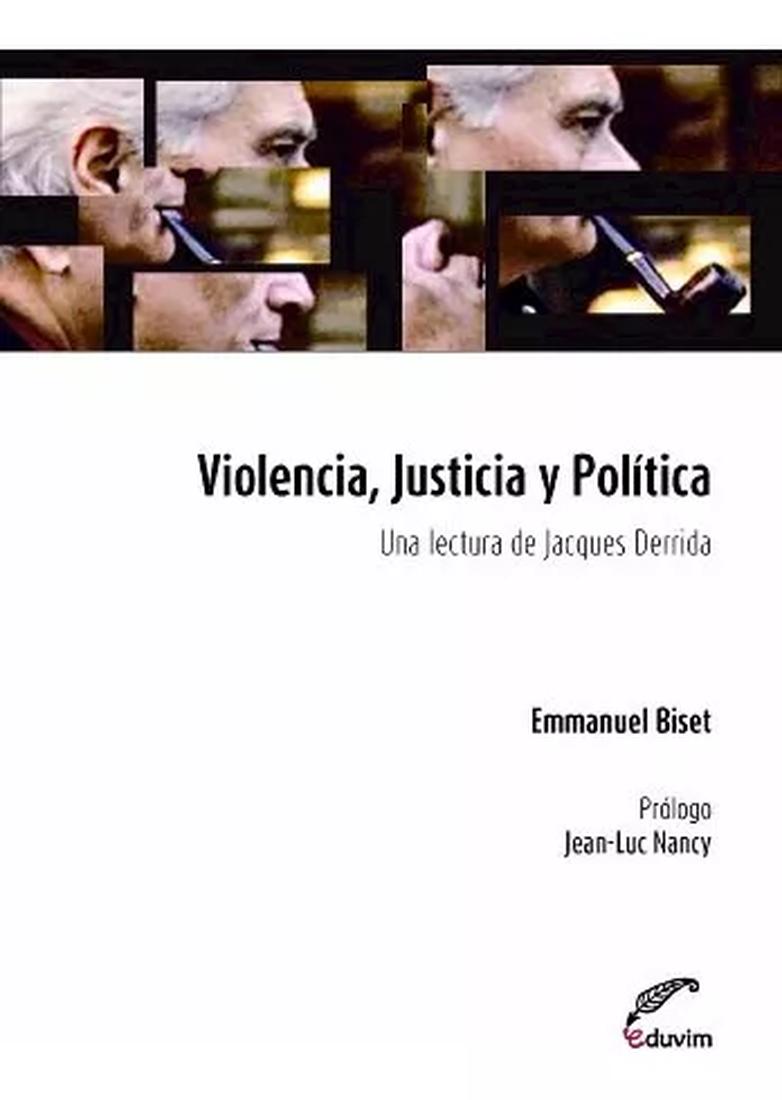 Violencia, Justicia y Política
Una lectura de Jacques Derrida
Emmanuel Biset
Prólogo
Jean-Luc Nancy
eduvim